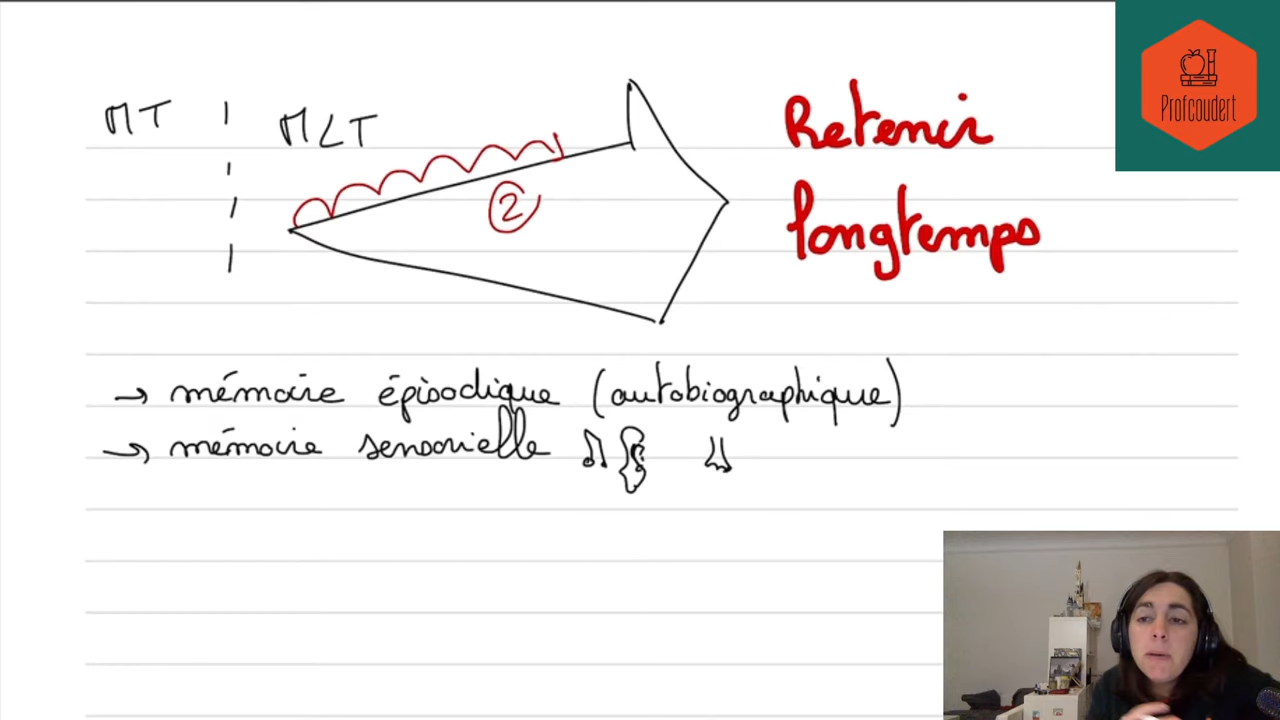 MT
MLT
2
Retenir
longtemps
→ mémoire épisodique (autobiographique)
→ mémoire sensorielle
Profcoudert